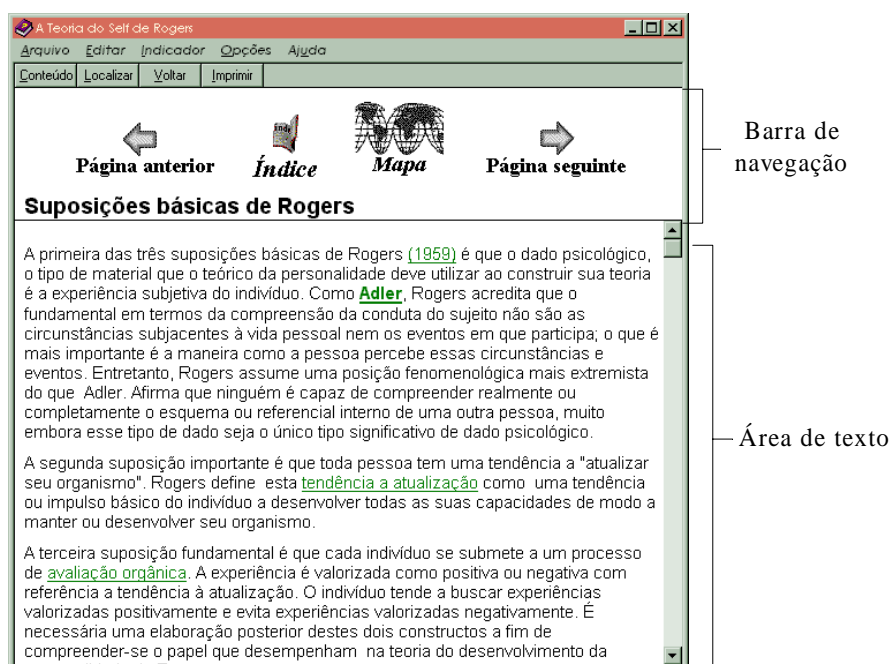 A Teoria do Self de Rogers
Arquivo Editar Indicador Opções Ajuda
Conteúdo Localizar Voltar Imprimir
Página anterior Índice Mapa Página seguinte
Barra de
navegação
Suposições básicas de Rogers
A primeira das três suposições básicas de Rogers (1959) é que o dado psicológico,
o tipo de material que o teórico da personalidade deve utilizar ao construir sua teoria
é a experiência subjetiva do indivíduo. Como Adler, Rogers acredita que o
fundamental em termos da compreensão da conduta do sujeito não são as
circunstâncias subjacentes à vida pessoal nem os eventos em que participa; o que é
mais importante é a maneira como a pessoa percebe essas circunstâncias e
eventos. Entretanto, Rogers assume uma posição fenomenológica mais extremista
do que Adler. Afirma que ninguém é capaz de compreender realmente ou
completamente o esquema ou referencial interno de uma outra pessoa, muito
embora esse tipo de dado seja o único tipo significativo de dado psicológico.
Área de texto
A segunda suposição importante é que toda pessoa tem uma tendência a "atualizar
seu organismo". Rogers define esta tendência a atualização como uma tendência
ou impulso básico do indivíduo a desenvolver todas as suas capacidades de modo a
manter ou desenvolver seu organismo.
A terceira suposição fundamental é que cada indivíduo se submete a um processo
de avaliação orgânica. A experiência é valorizada como positiva ou negativa com
referência a tendência à atualização. O indivíduo tende a buscar experiências
valorizadas positivamente e evita experiências valorizadas negativamente. É
necessária uma elaboração posterior destes dois constructos a fim de
compreender-se o papel que desempenham na teoria do desenvolvimento da